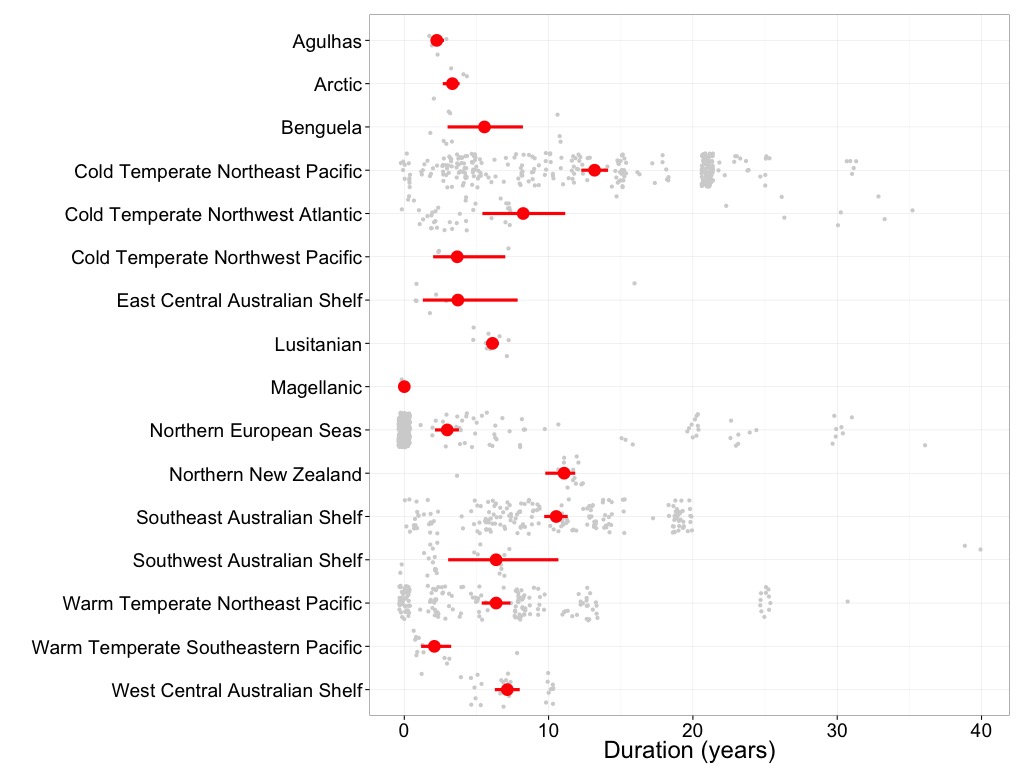 Agulhas
Arctic
Benguela
Cold Temperate Northeast Pacific
Cold Temperate Northwest Atlantic
Cold Temperate Northwest Pacific
East Central Australian Shelf
Lusitanian
Magellanic
Northern European Seas
Northern New Zealand
Southeast Australian Shelf
Southwest Australian Shelf
Warm Temperate Northeast Pacific
Warm Temperate Southeastern Pacific
West Central Australian Shelf
0 10 20 30 40
Duration (years)